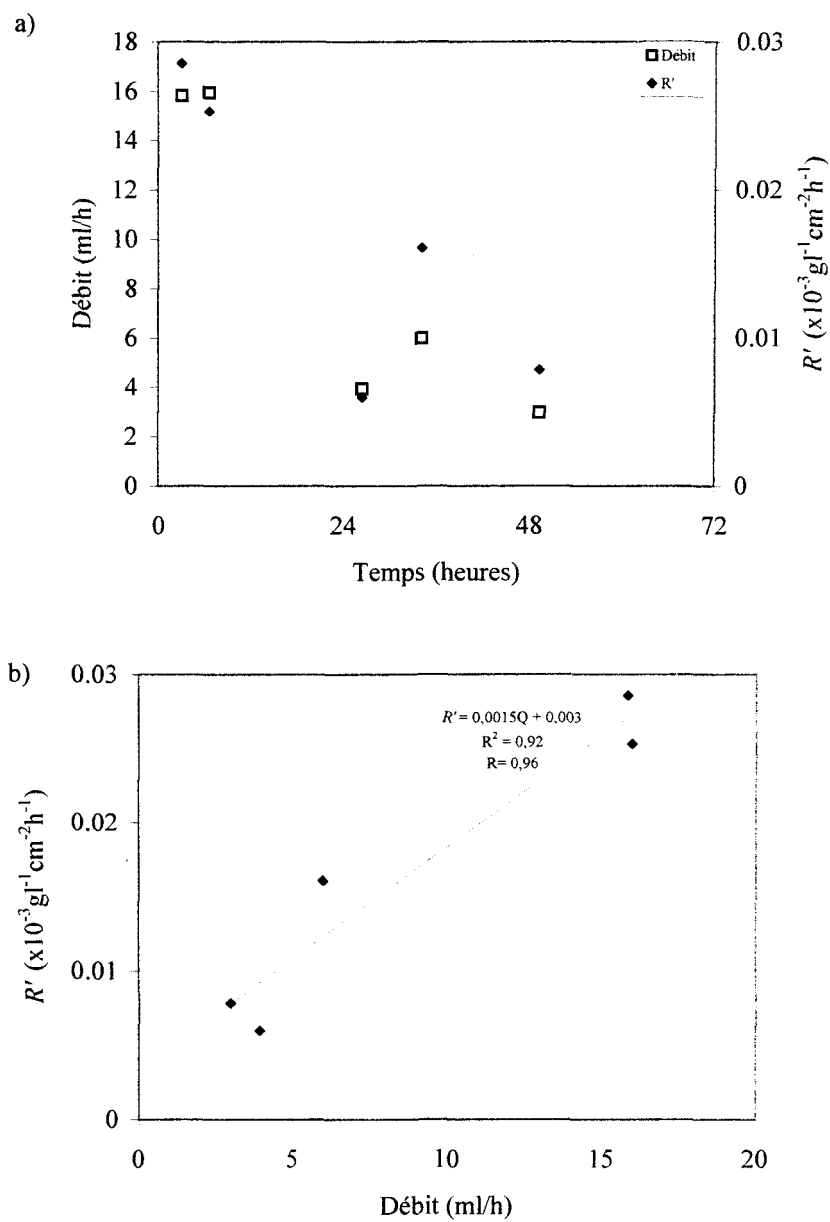 a)
18
16
14
12
10
8
6
4
2
0
Débit (ml/h)
0.03
0.02
0.01
0
R' (x10⁻³gl⁻¹cm⁻²h⁻¹)
Débit
R'
0
24
48
72
Temps (heures)
b)
0.03
0.02
0.01
0
R' (x10⁻³gl⁻¹cm⁻²h⁻¹)
R' = 0,0015Q + 0,003
R² = 0,92
R= 0,96
0
5
10
15
20
Débit (ml/h)